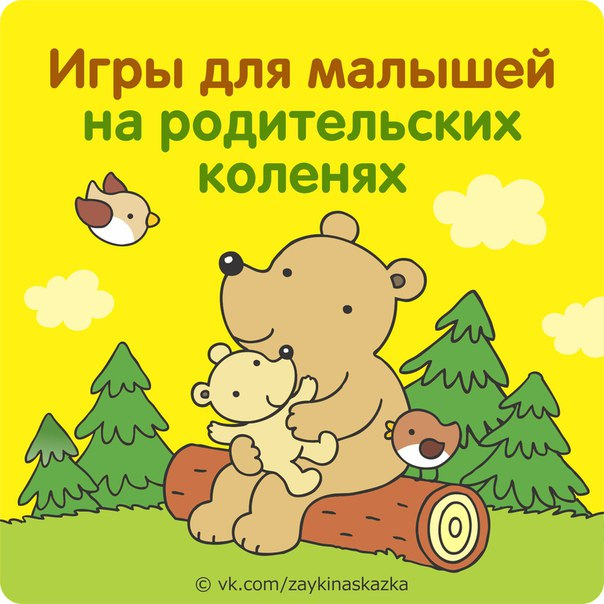 Игры для малышей
на родительских
коленях
© vk.com/zaykinaskazka